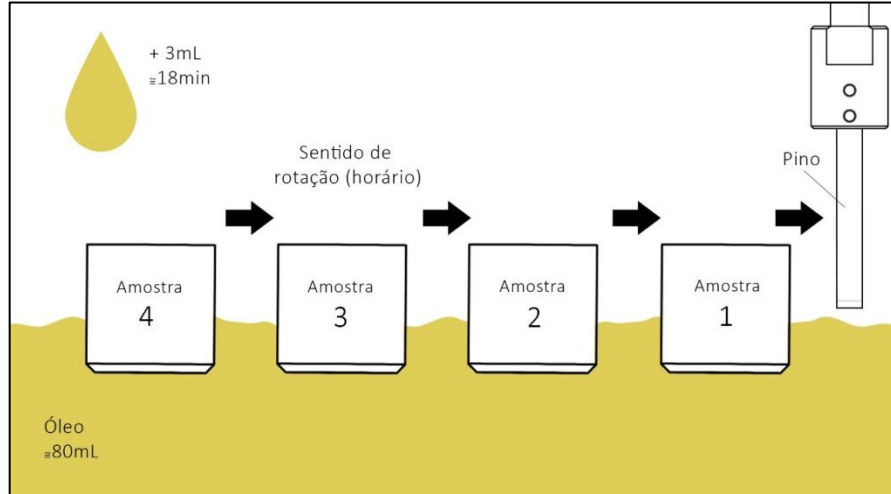 + 3mL
≅18min
Sentido de
rotação (horário)
Pino
Amostra
4
Amostra
3
Amostra
2
Amostra
1
Óleo
≅80mL